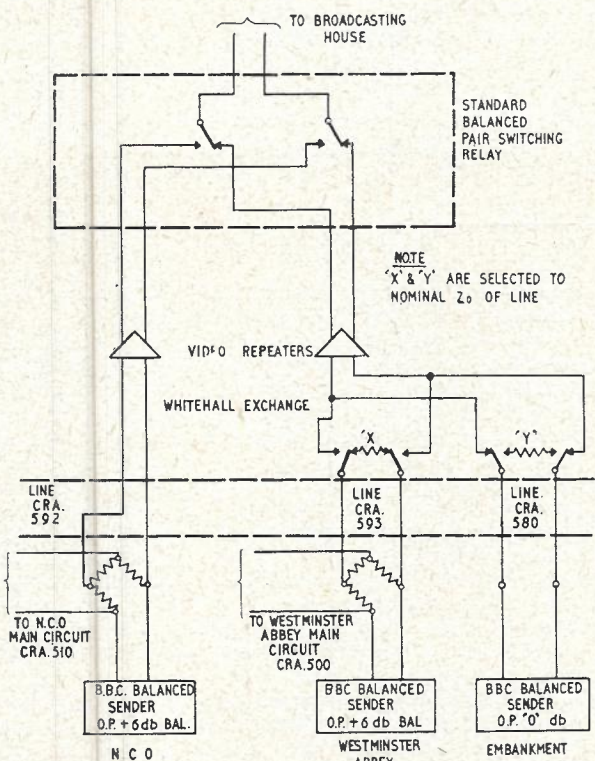 TO BROADCASTING
HOUSE
STANDARD
BALANCED
PAIR SWITCHING
RELAY
NOTE
'X' & 'Y' ARE SELECTED TO
NOMINAL Zo OF LINE
VIDEO REPEATERS
WHITEHALL EXCHANGE
'X'
"Y"
LINE
CRA.
592
LINE
CRA.
593
LINE.
CRA.
580
TO N.C.O
MAIN CIRCUIT
CRA.510
TO WESTMINSTER
ABBEY MAIN
CIRCUIT
CRA.500
B.B.C. BALANCED
SENDER
O.P. +6db BAL.
BBC BALANCED
SENDER
O.P. +6 db BAL
BBC BALANCED
SENDER
O.P. "O" db
N C O
WESTMINSTER
ABBEY
EMBANKMENT